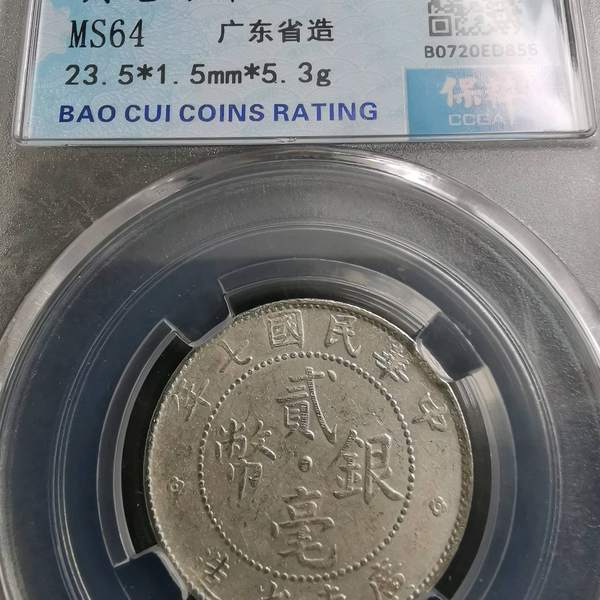 MS64 广东省造
B0720ED856
23.5*1.5mm*5.3g
BAO CUI COINS RATING
中華民國七年
貳毫銀幣